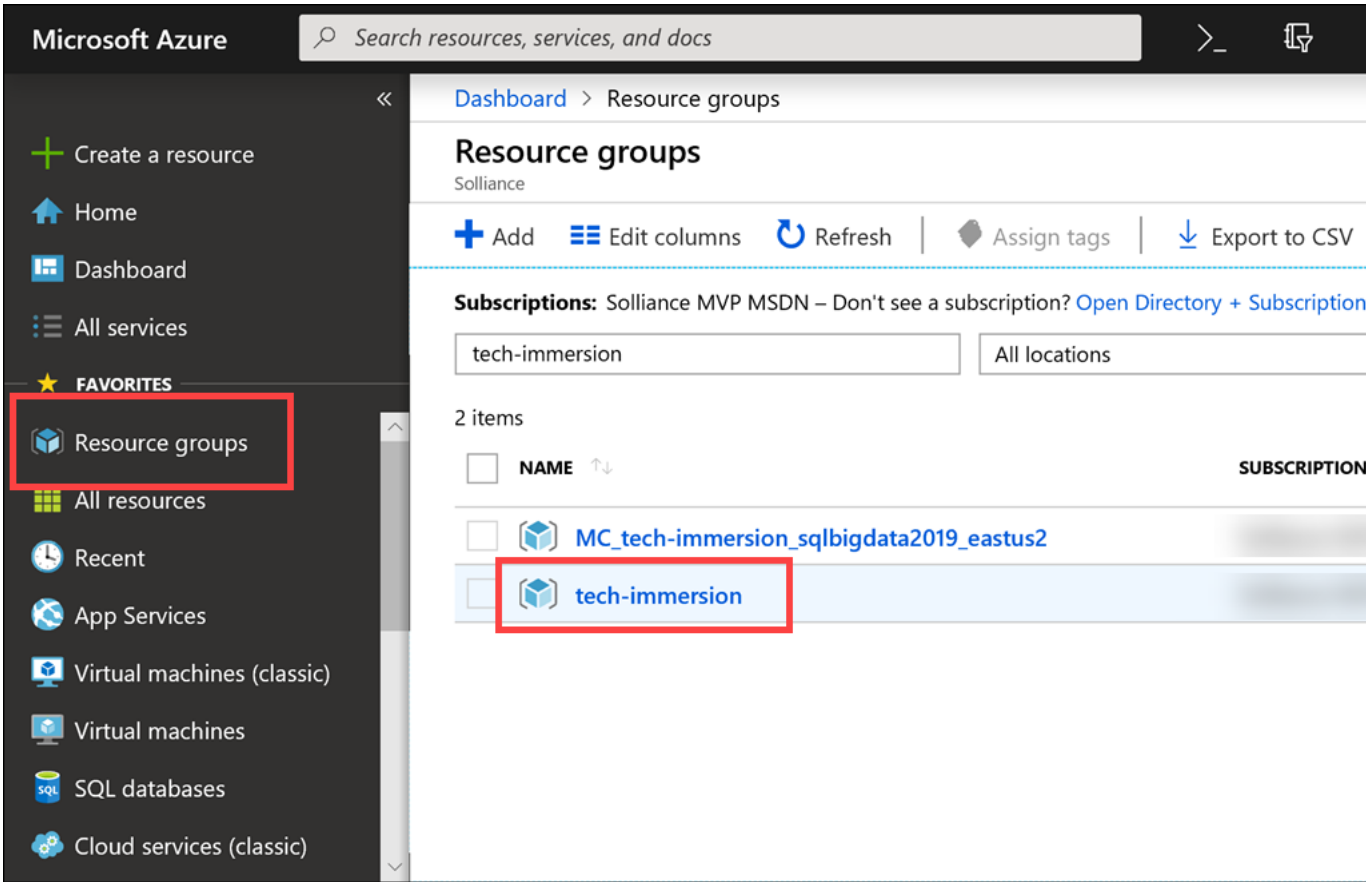 Microsoft Azure
Search resources, services, and docs
Create a resource
Home
Dashboard
All services
FAVORITES
Resource groups
All resources
Recent
App Services
Virtual machines (classic)
Virtual machines
SQL databases
Cloud services (classic)
Dashboard > Resource groups
Resource groups
Solliance
Add Edit columns Refresh Assign tags Export to CSV
Subscriptions: Solliance MVP MSDN – Don't see a subscription? Open Directory + Subscription
tech-immersion All locations
2 items
NAME SUBSCRIPTION
MC_tech-immersion_sqlbigdata2019_eastus2
tech-immersion